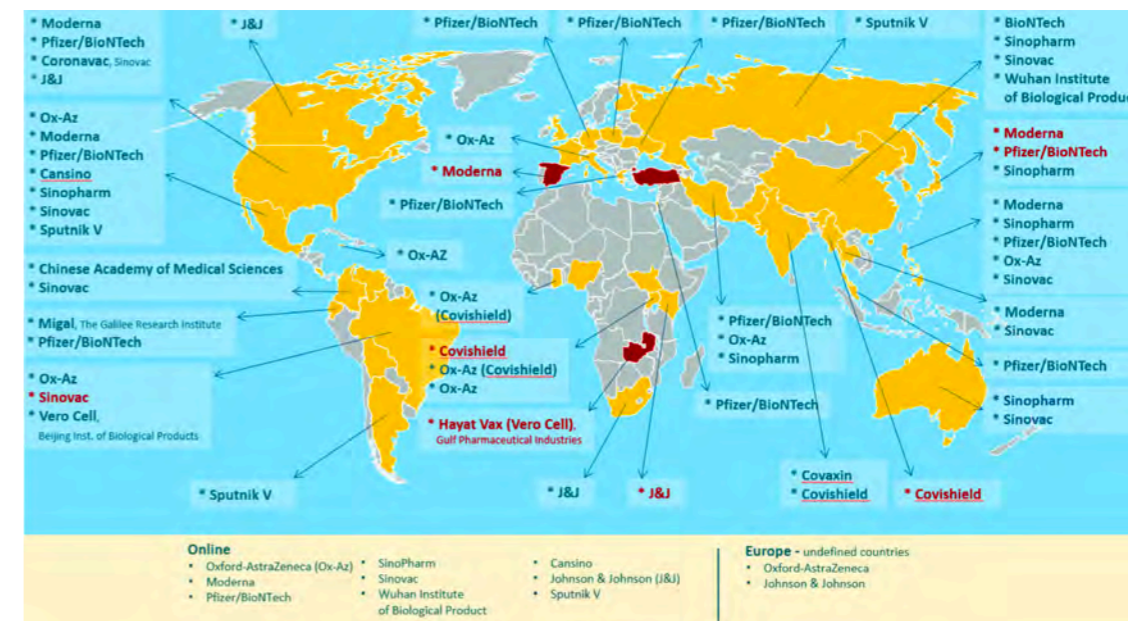 * Moderna
* Pfizer/BioNTech
* Coronavac, Sinovac
* J&J
* J&J
* Pfizer/BioNTech
* Pfizer/BioNTech
* Pfizer/BioNTech
* Sputnik V
* BioNTech
* Sinopharm
* Sinovac
* Wuhan Institute
of Biological Produc
* Ox-Az
* Moderna
* Pfizer/BioNTech
* Cansino
* Sinopharm
* Sinovac
* Sputnik V
* Ox-Az
* Moderna
* Pfizer/BioNTech
* Moderna
* Pfizer/BioNTech
* Sinopharm
* Moderna
* Sinopharm
* Pfizer/BioNTech
* Ox-Az
* Sinovac
* Ox-AZ
* Chinese Academy of Medical Sciences
* Sinovac
* Migal, The Galilee Research Institute
* Pfizer/BioNTech
* Ox-Az
(Covishield)
* Covishield
* Ox-Az (Covishield)
* Ox-Az
* Pfizer/BioNTech
* Ox-Az
* Sinopharm
* Moderna
* Sinovac
* Pfizer/BioNTech
* Ox-Az
* Sinovac
* Vero Cell,
Beijing Inst. of Biological Products
* Hayat Vax (Vero Cell),
Gulf Pharmaceutical Industries
* Pfizer/BioNTech
* Sinopharm
* Sinovac
* Sputnik V
* J&J
* J&J
* Covaxin
* Covishield
* Covishield
Online
• Oxford-AstraZeneca (Ox-Az)
• Moderna
• Pfizer/BioNTech
• SinoPharm
• Sinovac
• Wuhan Institute
of Biological Product
• Cansino
• Johnson & Johnson (J&J)
• Sputnik V
Europe - undefined countries
• Oxford-AstraZeneca
• Johnson & Johnson